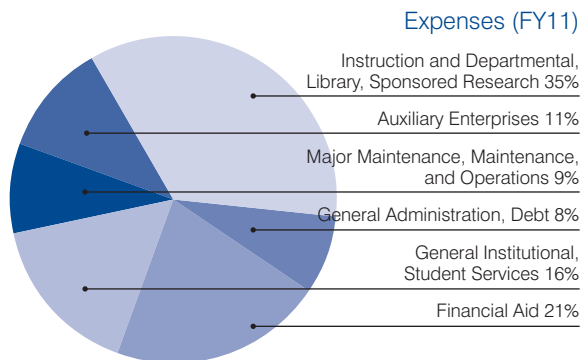 Expenses (FY11)
Instruction and Departmental,
Library, Sponsored Research 35%
Auxiliary Enterprises 11%
Major Maintenance, Maintenance,
and Operations 9%
General Administration, Debt 8%
General Institutional,
Student Services 16%
Financial Aid 21%